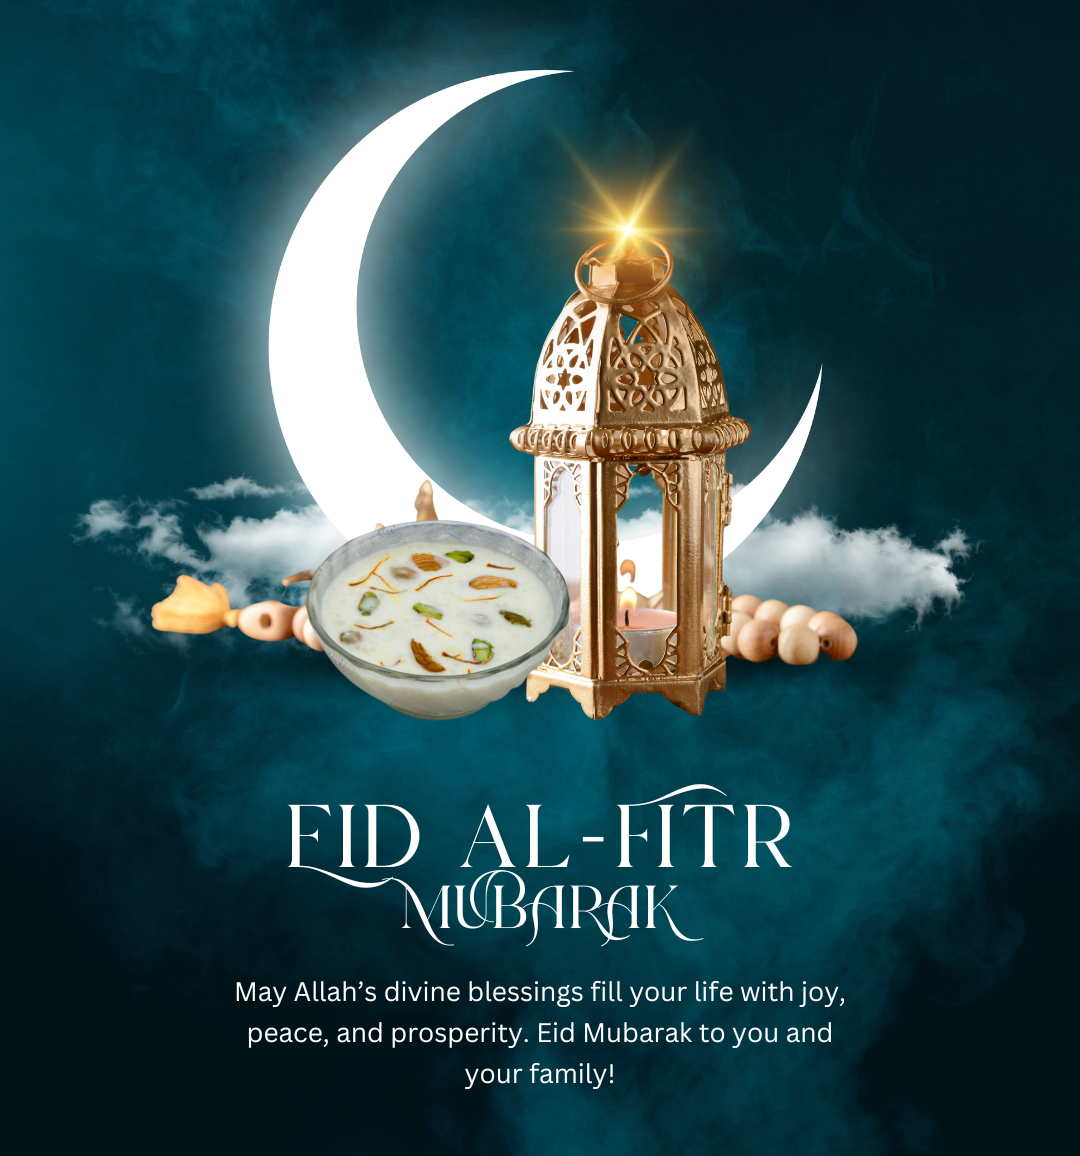 EID AL-FITR
MUBARAK
May Allah’s divine blessings fill your life with joy,
peace, and prosperity. Eid Mubarak to you and
your family!